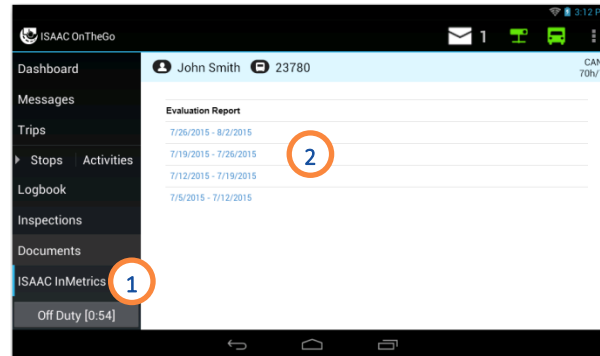 3:12 P
ISAAC OnTheGo
1
Dashboard
John Smith 23780
CAN
70h/
Messages
Trips
Stops Activities
Logbook
Inspections
Documents
ISAAC InMetrics
Off Duty [0:54]
Evaluation Report
7/26/2015 - 8/2/2015
7/19/2015 - 7/26/2015
7/12/2015 - 7/19/2015
7/5/2015 - 7/12/2015
1
2